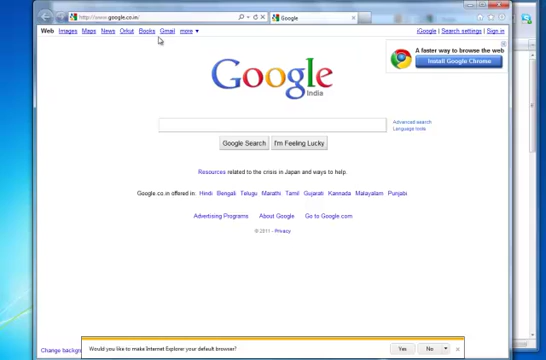 http://www.google.co.in/
Google
Web Images Maps News Orkut Books Gmail more ▼
iGoogle | Search settings | Sign in
A faster way to browse the web
Install Google Chrome
Google
India
Advanced search
Language tools
Google Search
I'm Feeling Lucky
Resources related to the crisis in Japan and ways to help.
Google.co.in offered in: Hindi Bengali Telugu Marathi Tamil Gujarati Kannada Malayalam Punjabi
Advertising Programs About Google Go to Google.com
© 2011 - Privacy
Would you like to make Internet Explorer your default browser?
Yes
No
Change backg